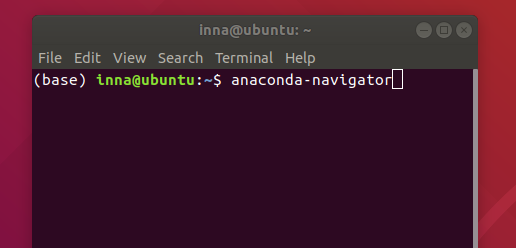 inna@ubuntu: ~
File Edit View Search Terminal Help
(base) inna@ubuntu:~$ anaconda-navigator